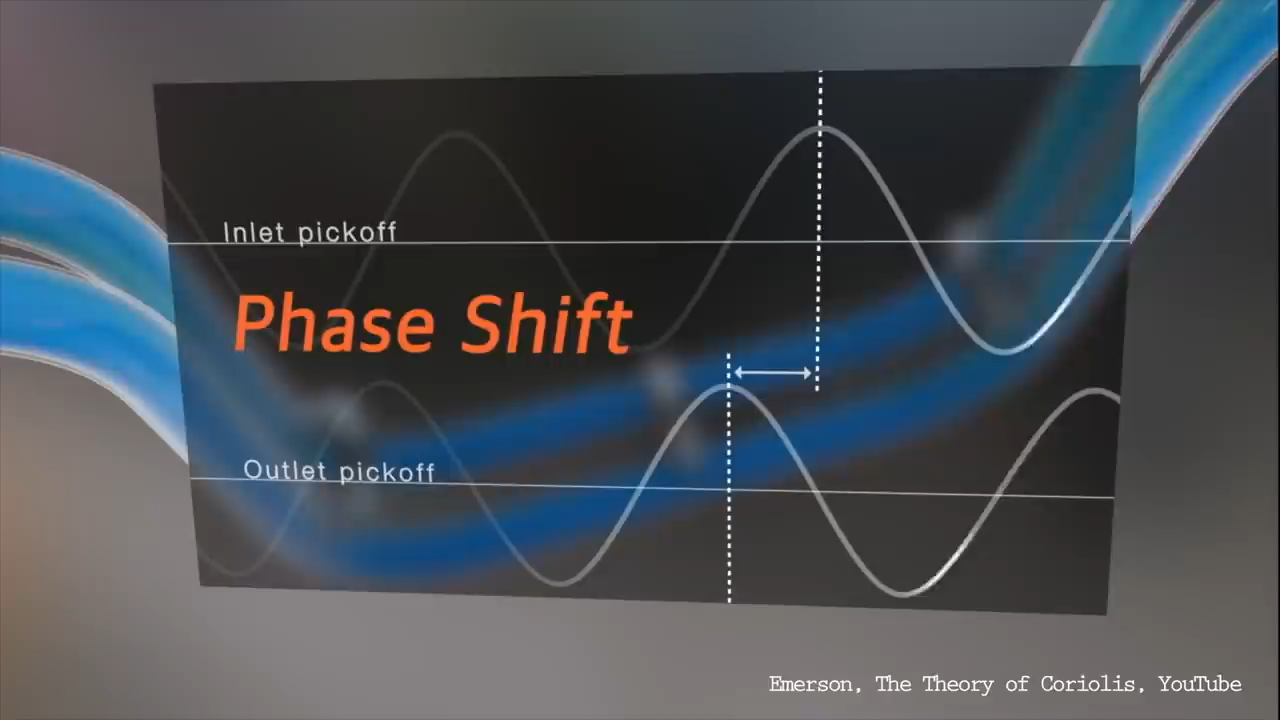 Inlet pickoff
Phase Shift
Outlet pickoff
Emerson, The Theory of Coriolis, YouTube